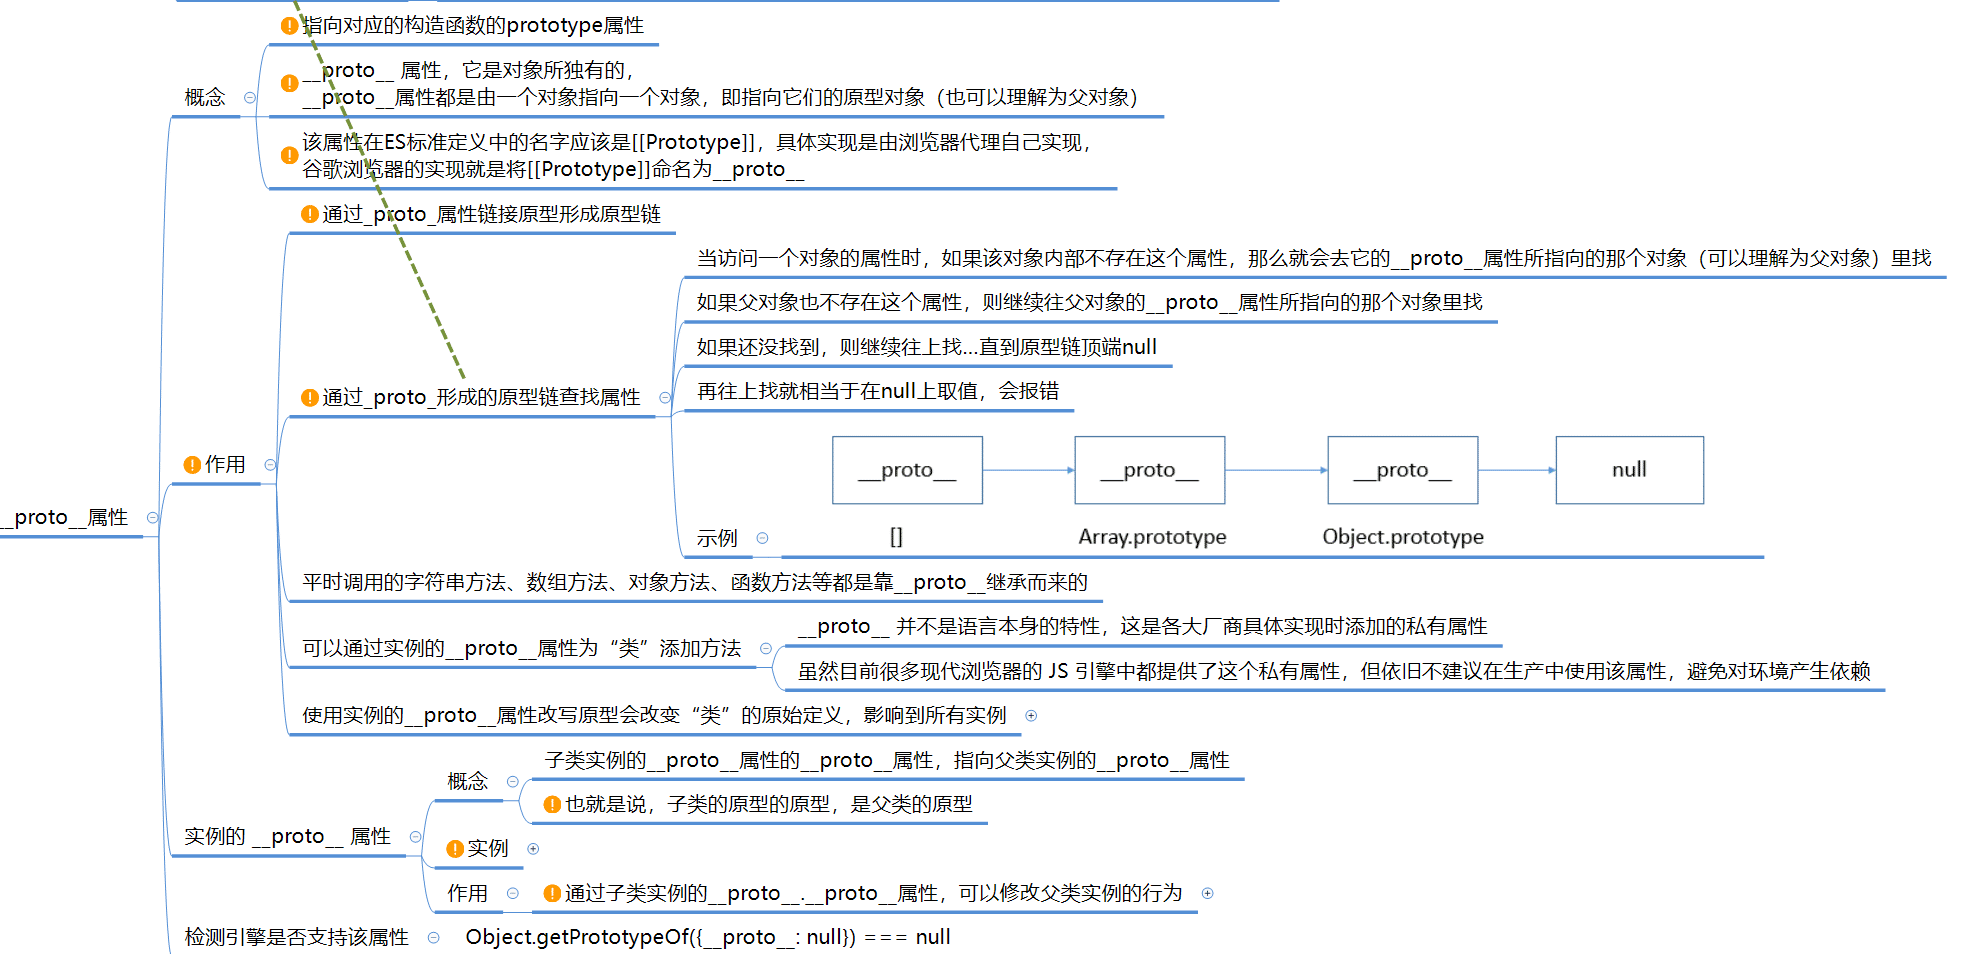 指向对应的构造函数的prototype属性
__proto__ 属性，它是对象所独有的，
__proto__属性都是由一个对象指向一个对象，即指向它们的原型对象（也可以理解为父对象）
概念
该属性在ES标准定义中的名字应该是[[Prototype]]，具体实现是由浏览器代理自己实现，
谷歌浏览器的实现就是将[[Prototype]]命名为__proto__
通过_proto_属性链接原型形成原型链
当访问一个对象的属性时，如果该对象内部不存在这个属性，那么就会去它的__proto__属性所指向的那个对象（可以理解为父对象）里找
如果父对象也不存在这个属性，则继续往父对象的__proto__属性所指向的那个对象里找
如果还没找到，则继续往上找...直到原型链顶端null
通过_proto_形成的原型链查找属性
再往上找就相当于在null上取值，会报错
作用
__proto__ __proto__ __proto__ null
__proto__属性
示例
[] Array.prototype Object.prototype
平时调用的字符串方法、数组方法、对象方法、函数方法等都是靠__proto__继承而来的
可以通过实例的__proto__属性为“类”添加方法
__proto__ 并不是语言本身的特性，这是各大厂商具体实现时添加的私有属性
虽然目前很多现代浏览器的 JS 引擎中都提供了这个私有属性，但依旧不建议在生产中使用该属性，避免对环境产生依赖
使用实例的__proto__属性改写原型会改变“类”的原始定义，影响到所有实例
概念
子类实例的__proto__属性的__proto__属性，指向父类实例的__proto__属性
也就是说，子类的原型的原型，是父类的原型
实例的 __proto__ 属性
实例
作用
通过子类实例的__proto__.__proto__属性，可以修改父类实例的行为
检测引擎是否支持该属性
Object.getPrototypeOf({__proto__: null}) === null